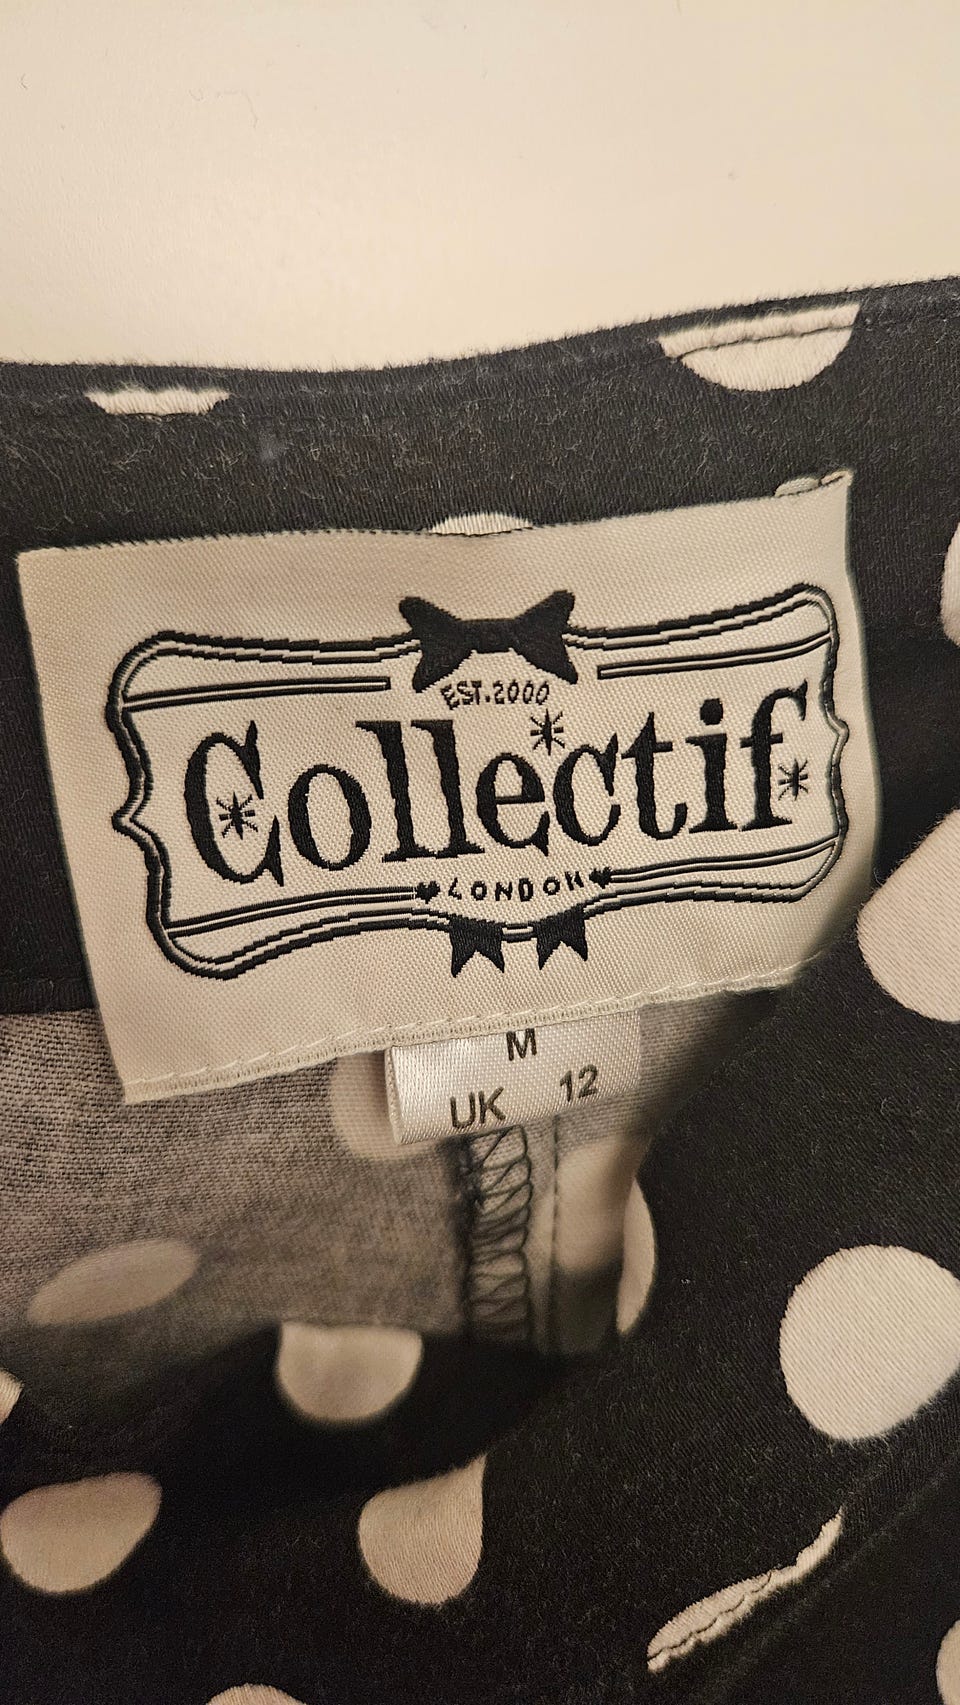 EST.2000
Collectif
LONDON
M
UK 12